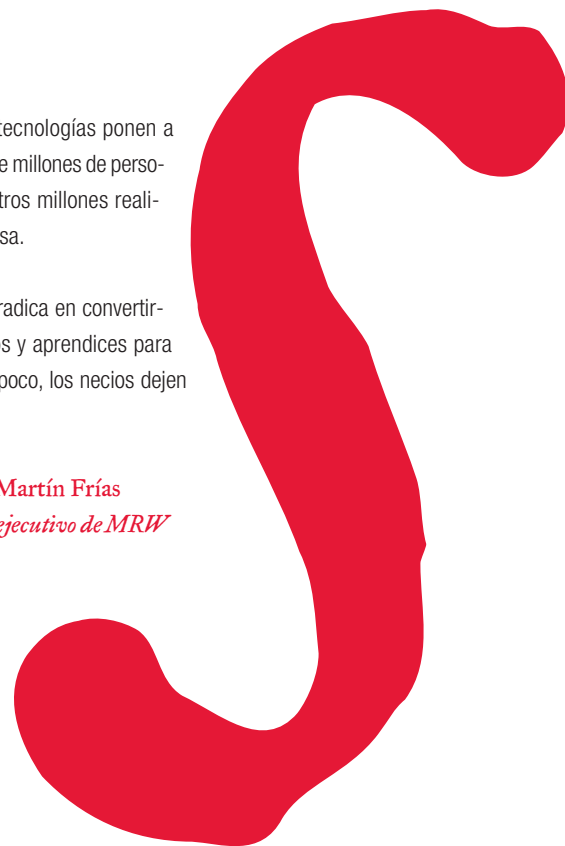 tecnologías ponen a
e millones de perso-
tros millones reali-
sa.
radica en convertir-
os y aprendices para
poco, los necios dejen
Martín Frías
ejecutivo de MRW
S